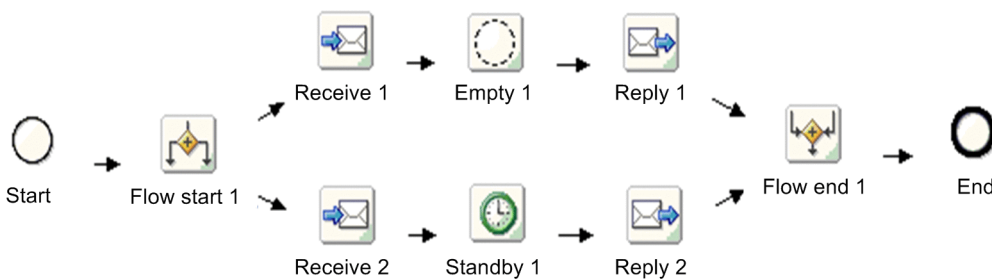 Receive 1
Empty 1
Reply 1
Start
Flow start 1
Flow end 1
End
Receive 2
Standby 1
Reply 2